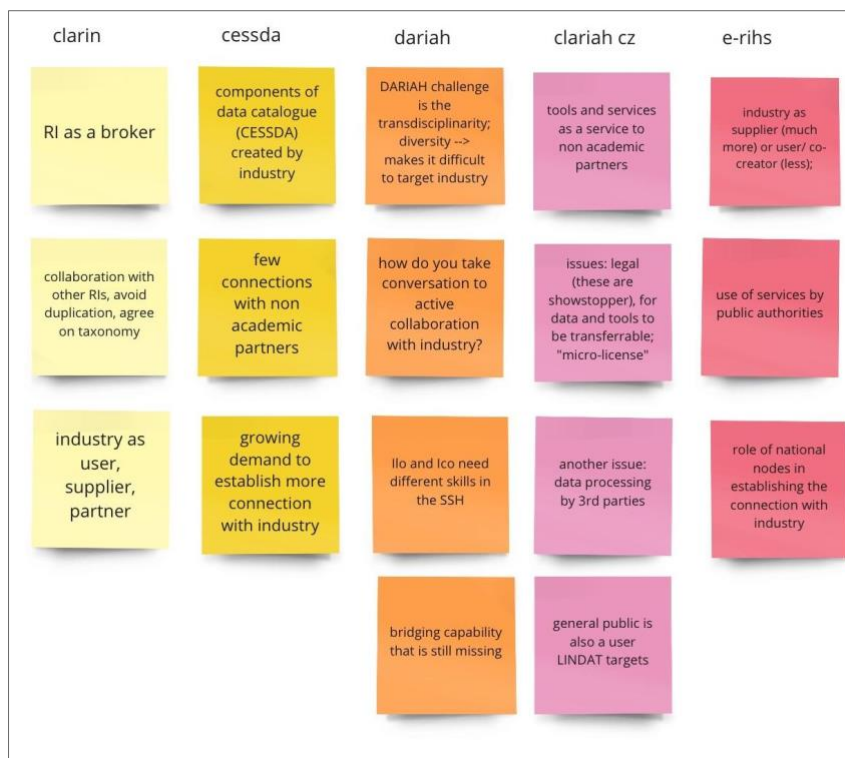 clarin
cessda
dariah
clariah cz
e-rihs
RI as a broker
components of
data catalogue
(CESSDA)
created by
industry
DARIAH challenge
is the
transdisciplinarity;
diversity -->
makes it difficult
to target industry
tools and services
as a service to
non academic
partners
industry as
supplier (much
more) or user/ co-
creator (less);
collaboration with
other RIs, avoid
duplication, agree
on taxonomy
few
connections
with non
academic
partners
how do you take
conversation to
active
collaboration
with industry?
issues: legal
(these are
showstopper), for
data and tools to
be transferrable;
"micro-license"
use of services by
public authorities
industry as
user,
supplier,
partner
growing
demand to
establish more
connection
with industry
Ilo and Ico need
different skills in
the SSH
another issue:
data processing
by 3rd parties
role of national
nodes in
establishing the
connection with
industry
bridging capability
that is still missing
general public is
also a user
LINDAT targets